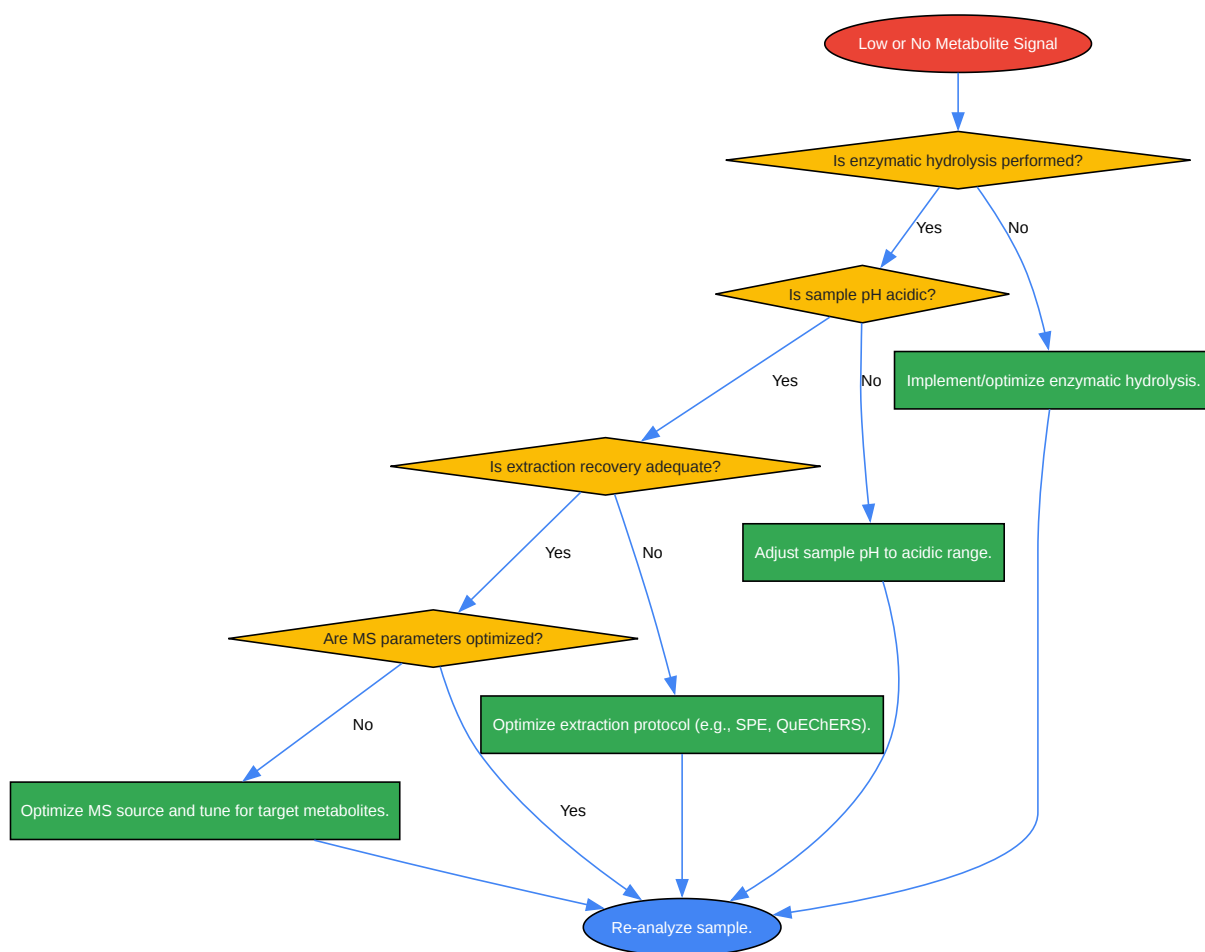 Low or No Metabolite Signal
Is enzymatic hydrolysis performed?
Yes
No
Is sample pH acidic?
Yes
No
Implement/optimize enzymatic hydrolysis.
Is extraction recovery adequate?
Yes
No
Adjust sample pH to acidic range.
Are MS parameters optimized?
No
Optimize extraction protocol (e.g., SPE, QuEChERS).
Optimize MS source and tune for target metabolites.
Yes
Re-analyze sample.